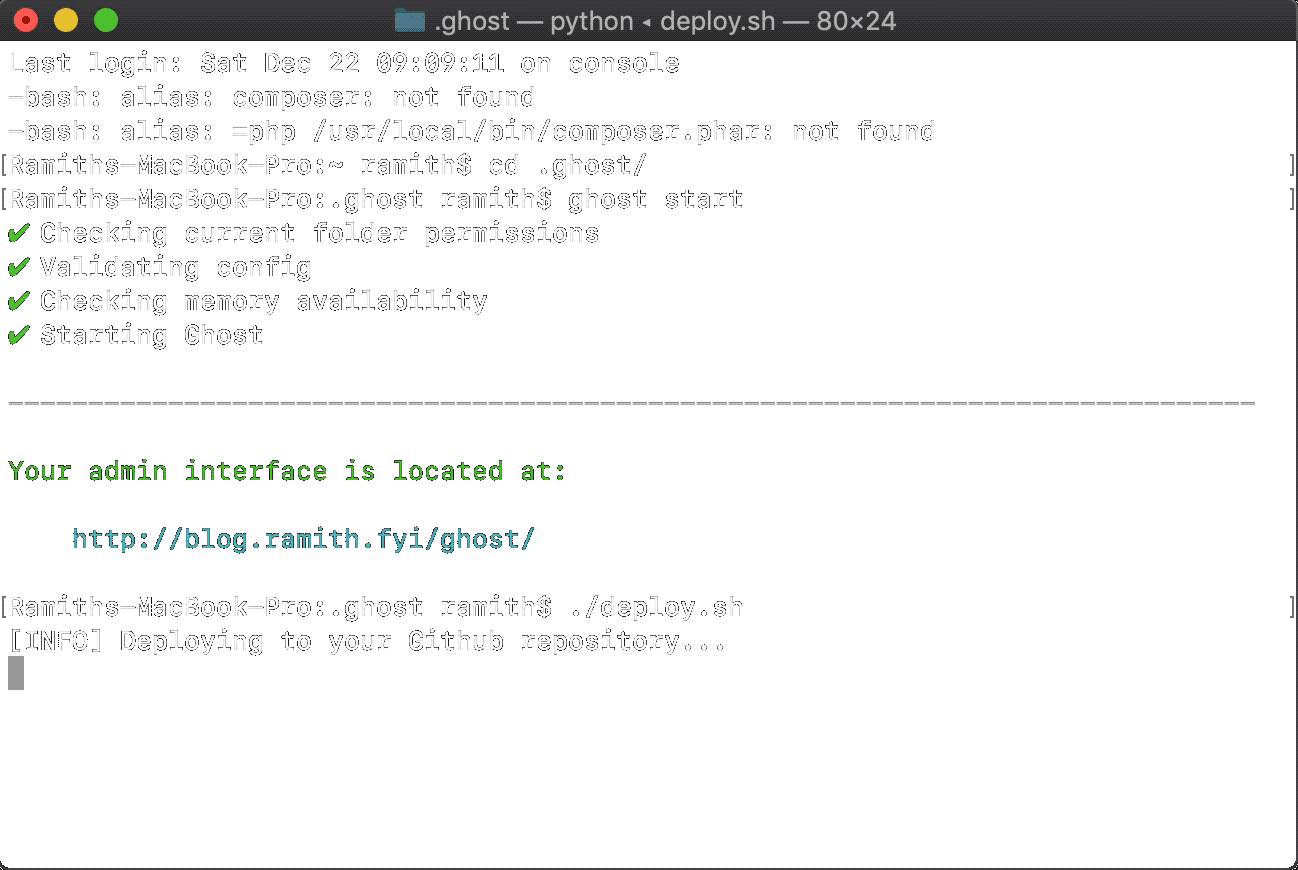 .ghost — python ◂ deploy.sh — 80×24
Last login: Sat Dec 22 09:09:11 on console
-bash: alias: composer: not found
-bash: alias: =php /usr/local/bin/composer.phar: not found
[Ramiths-MacBook-Pro:~ ramith$ cd .ghost/ ]
[Ramiths-MacBook-Pro:.ghost ramith$ ghost start ]
✔ Checking current folder permissions
✔ Validating config
✔ Checking memory availability
✔ Starting Ghost
------------------------------------------------------------------------------
Your admin interface is located at:
http://blog.ramith.fyi/ghost/
[Ramiths-MacBook-Pro:.ghost ramith$ ./deploy.sh ]
[INFO] Deploying to your Github repository...